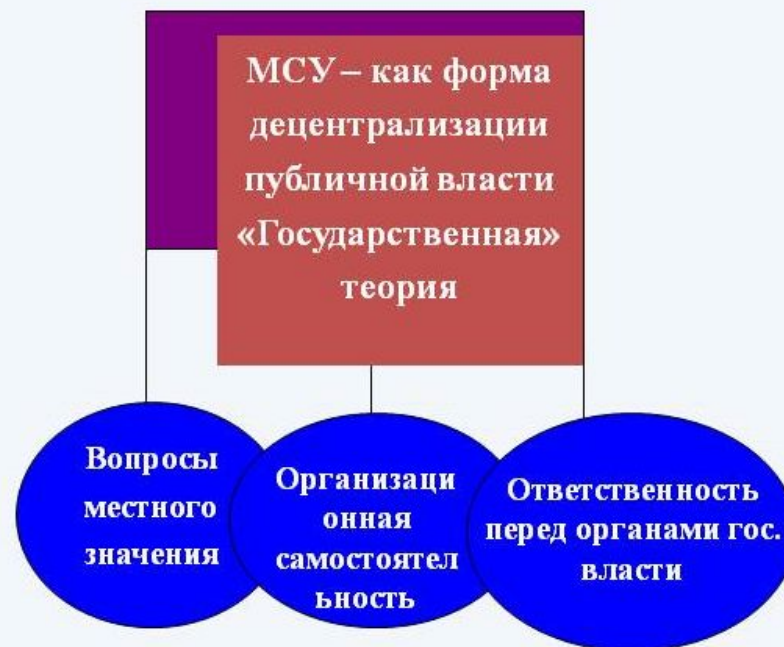 МСУ – как форма
децентрализации
публичной власти
«Государственная»
теория
Вопросы
местного
значения
Организаци
онная
самостоятел
ьность
Ответственность
перед органами гос.
власти